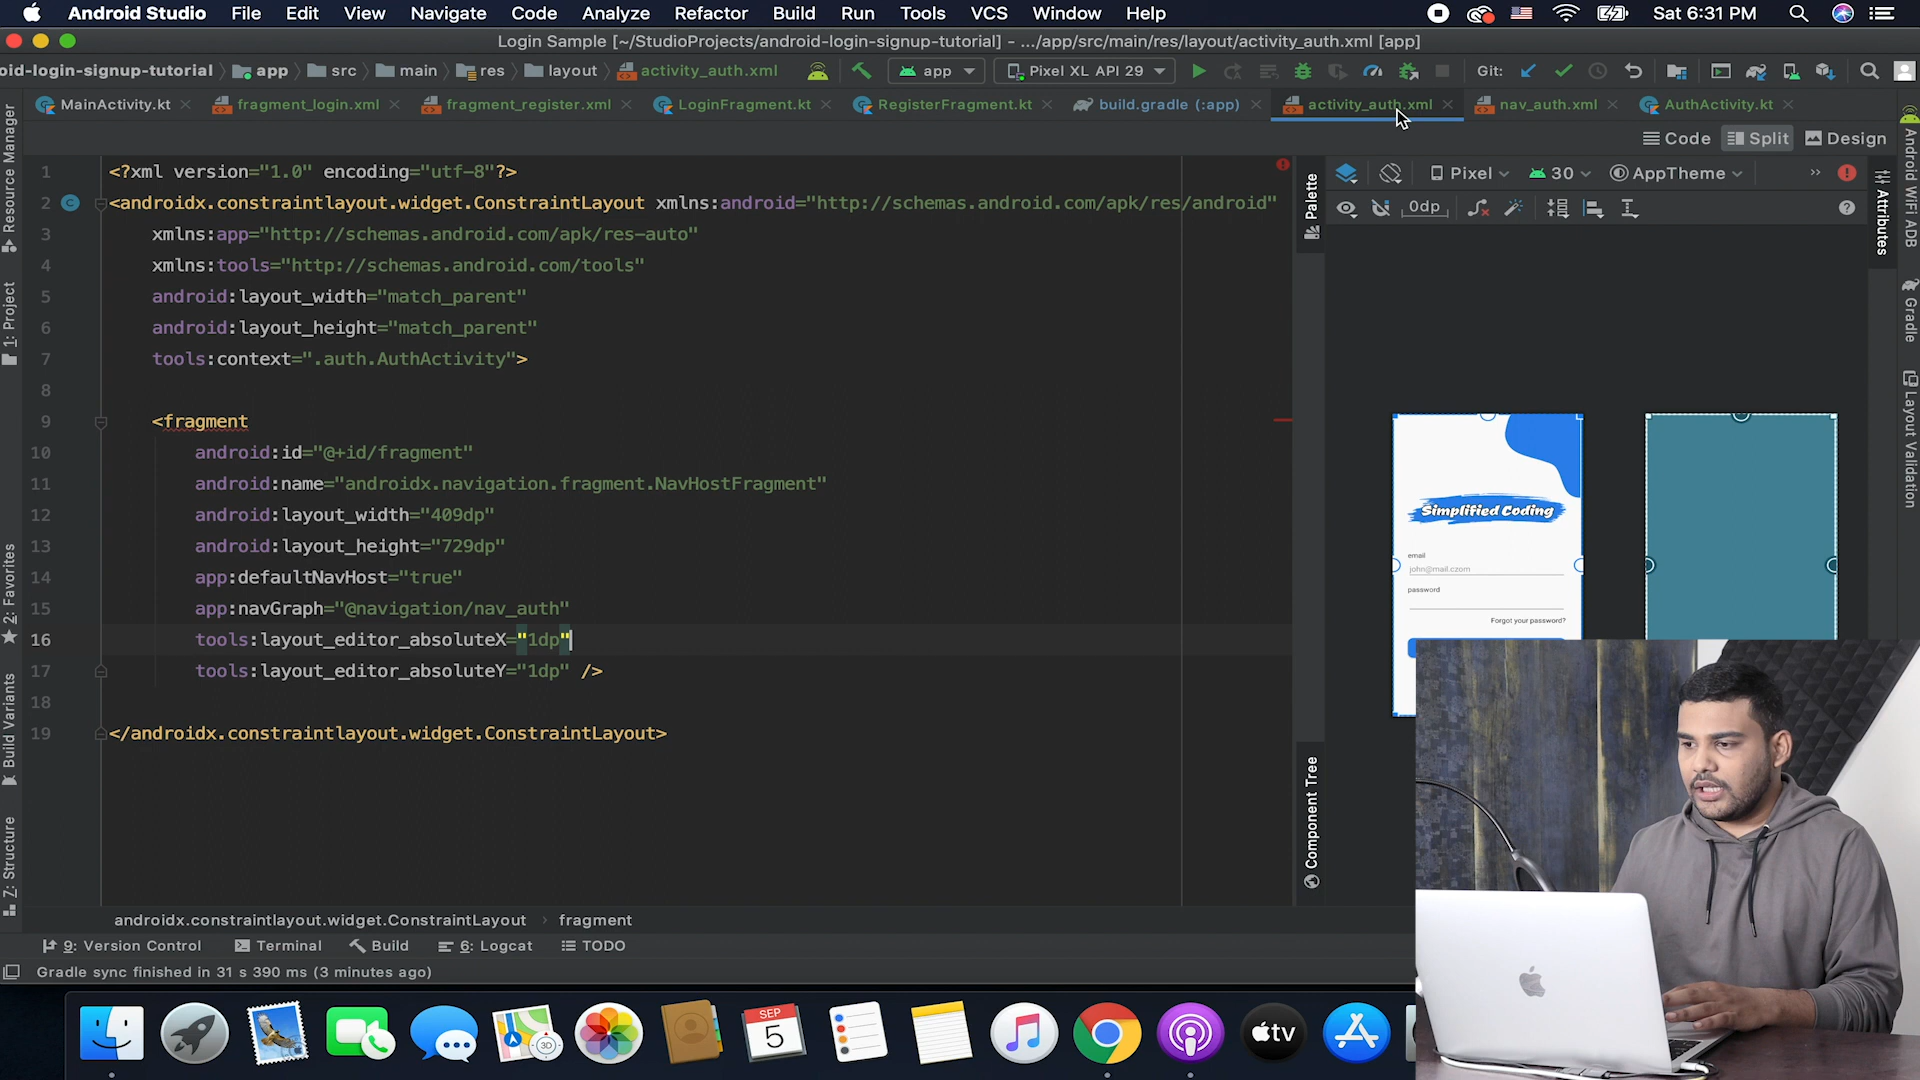 Android Studio File Edit View Navigate Code Analyze Refactor Build Run Tools VCS Window Help Sat 6:31 PM
Login Sample [~/StudioProjects/android-login-signup-tutorial] - .../app/src/main/res/layout/activity_auth.xml [app]
oid-login-signup-tutorial app src main res layout activity_auth.xml app Pixel XL API 29 Git:
MainActivity.kt fragment_login.xml fragment_register.xml LoginFragment.kt RegisterFragment.kt build.gradle (:app) activity_auth.xml nav_auth.xml AuthActivity.kt
Code Split Design
Pixel 30 AppTheme
0dp
1 <?xml version="1.0" encoding="utf-8"?>
2 <androidx.constraintlayout.widget.ConstraintLayout xmlns:android="http://schemas.android.com/apk/res/android"
3 xmlns:app="http://schemas.android.com/apk/res-auto"
4 xmlns:tools="http://schemas.android.com/tools"
5 android:layout_width="match_parent"
6 android:layout_height="match_parent"
7 tools:context=".auth.AuthActivity">
8
9 <fragment
10 android:id="@+id/fragment"
11 android:name="androidx.navigation.fragment.NavHostFragment"
12 android:layout_width="409dp"
13 android:layout_height="729dp"
14 app:defaultNavHost="true"
15 app:navGraph="@navigation/nav_auth"
16 tools:layout_editor_absoluteX="1dp"
17 tools:layout_editor_absoluteY="1dp" />
18
19 </androidx.constraintlayout.widget.ConstraintLayout>
Resource Manager
1: Project
2: Favorites
Build Variants
7: Structure
Palette
Component Tree
Attributes
Android WiFi ADB
Gradle
Layout Validation
Simplified Coding
email
john@mail.czom
password
Forgot your password?
androidx.constraintlayout.widget.ConstraintLayout › fragment
9: Version Control Terminal Build 6: Logcat TODO
Gradle sync finished in 31 s 390 ms (3 minutes ago)
3D
SEP
5
tv